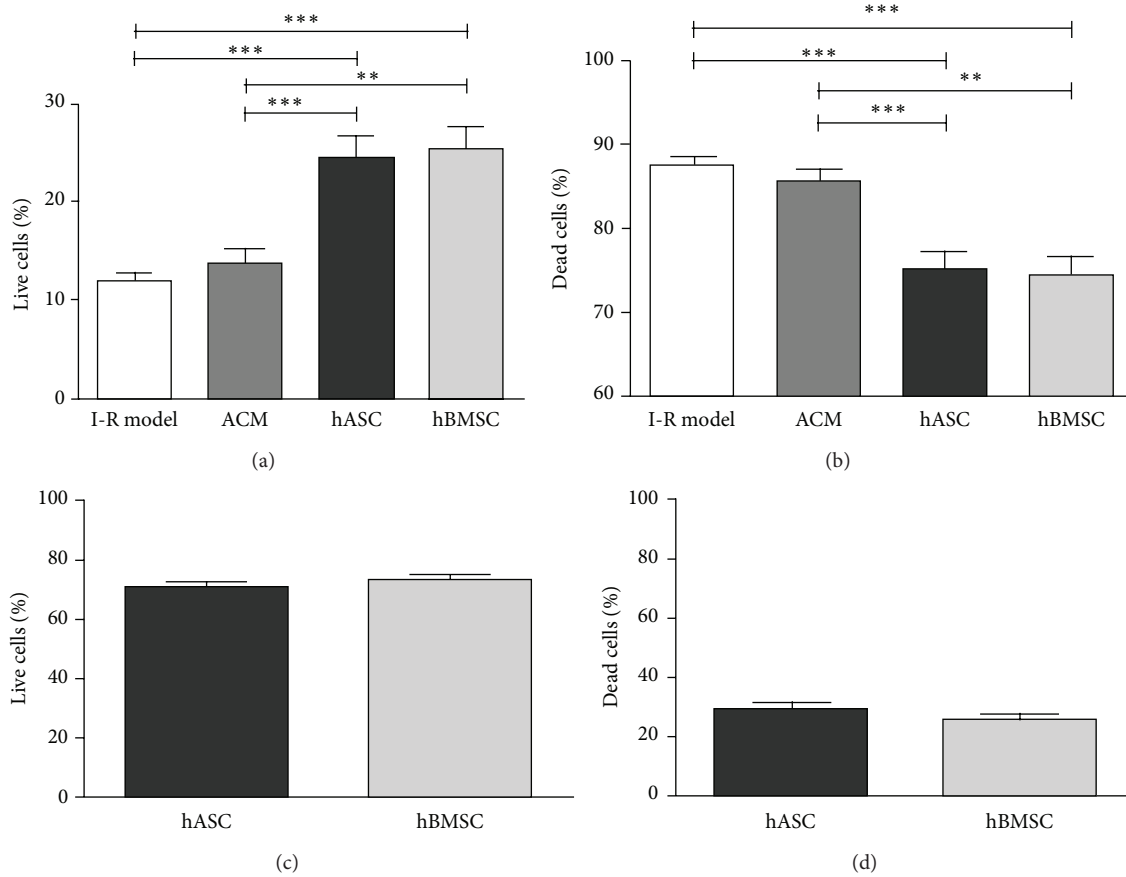 ***
***
**
***
30
20
10
0
Live cells (%)
I-R model ACM hASC hBMSC
(a)
***
***
**
***
100
90
80
70
60
Dead cells (%)
I-R model ACM hASC hBMSC
(b)
100
80
60
40
20
0
Live cells (%)
hASC hBMSC
(c)
100
80
60
40
20
0
Dead cells (%)
hASC hBMSC
(d)